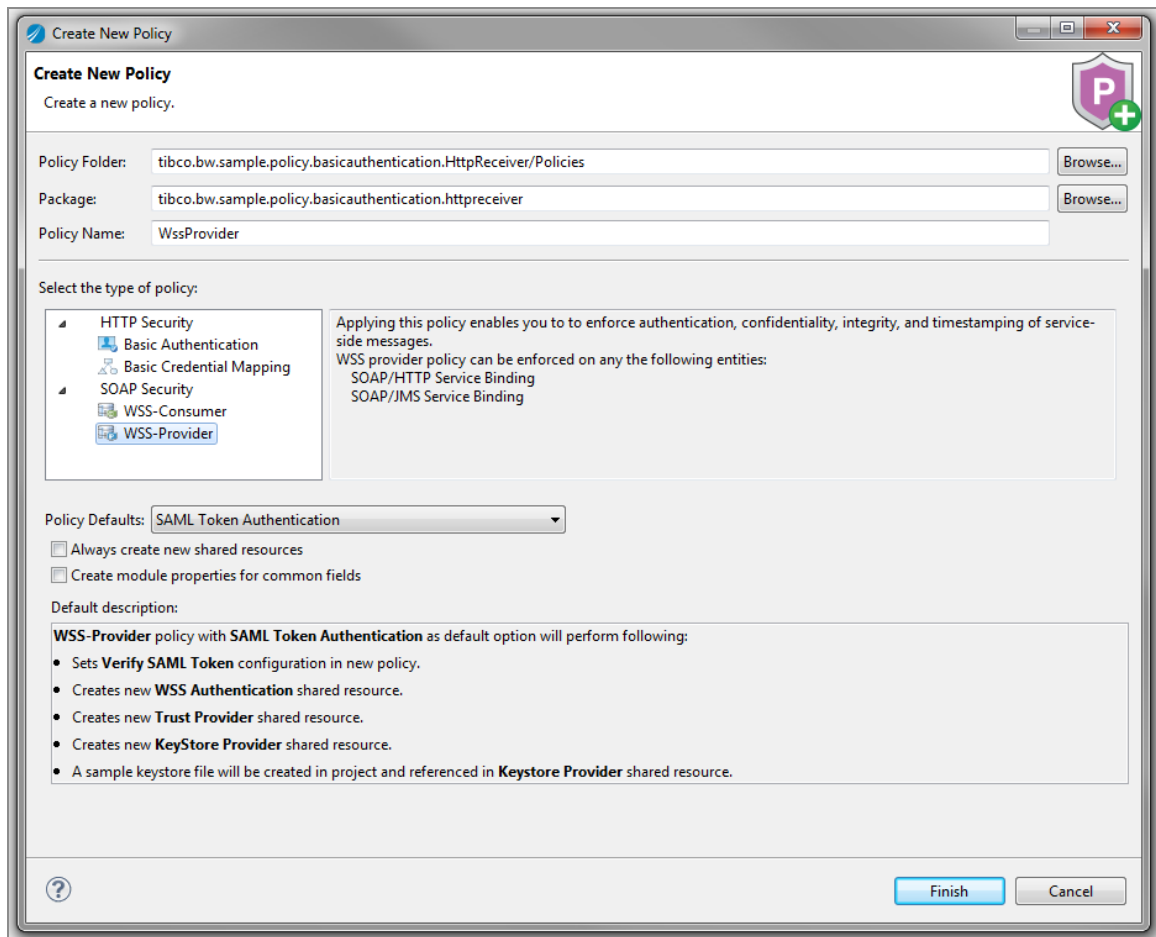 Create New Policy
Create New Policy
Create a new policy.
P
Policy Folder: tibco.bw.sample.policy.basicauthentication.HttpReceiver/Policies Browse...
Package: tibco.bw.sample.policy.basicauthentication.httpreceiver Browse...
Policy Name: WssProvider
Select the type of policy:
HTTP Security
Basic Authentication
Basic Credential Mapping
SOAP Security
WSS-Consumer
WSS-Provider
Applying this policy enables you to to enforce authentication, confidentiality, integrity, and timestamping of service-
side messages.
WSS provider policy can be enforced on any the following entities:
SOAP/HTTP Service Binding
SOAP/JMS Service Binding
Policy Defaults: SAML Token Authentication
Always create new shared resources
Create module properties for common fields
Default description:
WSS-Provider policy with SAML Token Authentication as default option will perform following:
• Sets Verify SAML Token configuration in new policy.
• Creates new WSS Authentication shared resource.
• Creates new Trust Provider shared resource.
• Creates new KeyStore Provider shared resource.
• A sample keystore file will be created in project and referenced in Keystore Provider shared resource.
? Finish Cancel